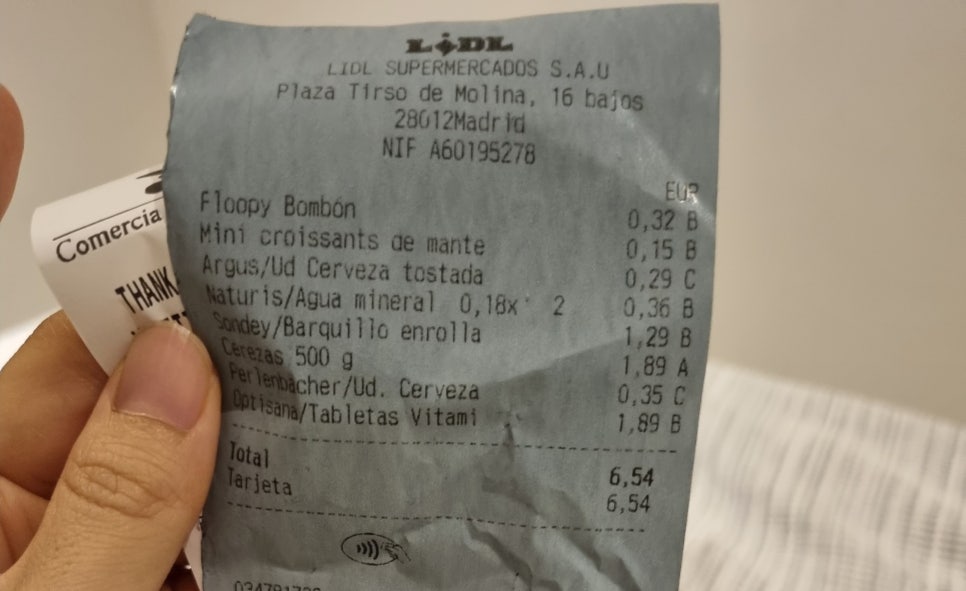 LIDL
LIDL SUPERMERCADOS S.A.U
Plaza Tirso de Molina, 16 bajos
28012Madrid
NIF A60195278
EUR
Floopy Bombón 0,32 B
Mini croissants de mante 0,15 B
Argus/Ud Cerveza tostada 0,29 C
Naturis/Agua mineral 0,18x 2 0,36 B
Sondey/Barquillo enrolla 1,29 B
Cerezas 500 g 1,89 A
Perlenbacher/Ud. Cerveza 0,35 C
Optisana/Tabletas Vitami 1,89 B
Total 6,54
Tarjeta 6,54
Comercia
THANK